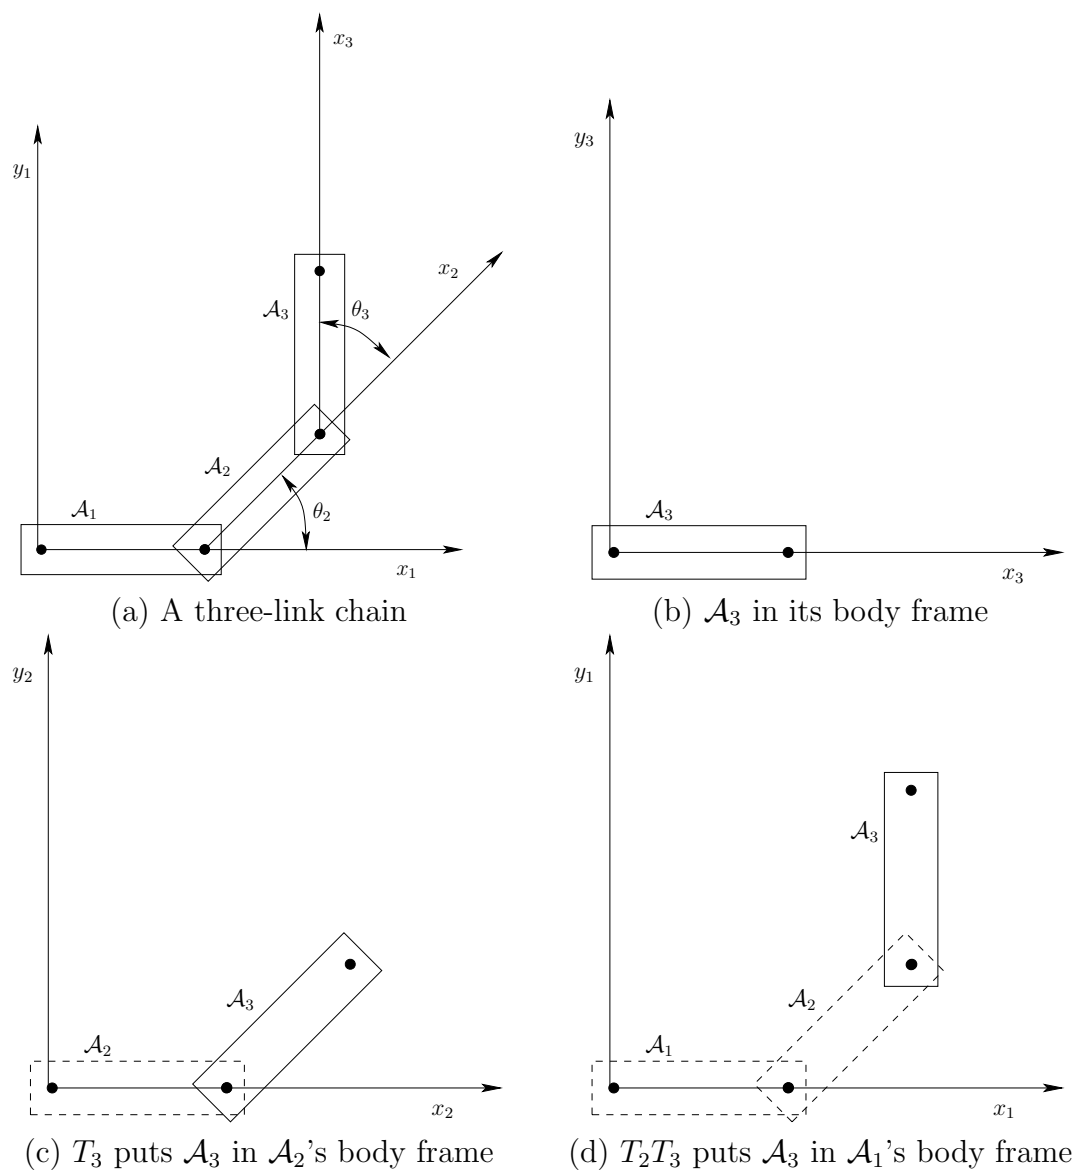 x₃
y₁
x₂
𝒜₃
θ₃
𝒜₂
𝒜₁
θ₂
x₁
(a) A three-link chain
y₃
𝒜₃
x₃
(b) 𝒜₃ in its body frame
y₂
𝒜₃
𝒜₂
x₂
(c) T₃ puts 𝒜₃ in 𝒜₂'s body frame
y₁
𝒜₃
𝒜₂
𝒜₁
x₁
(d) T₂T₃ puts 𝒜₃ in 𝒜₁'s body frame